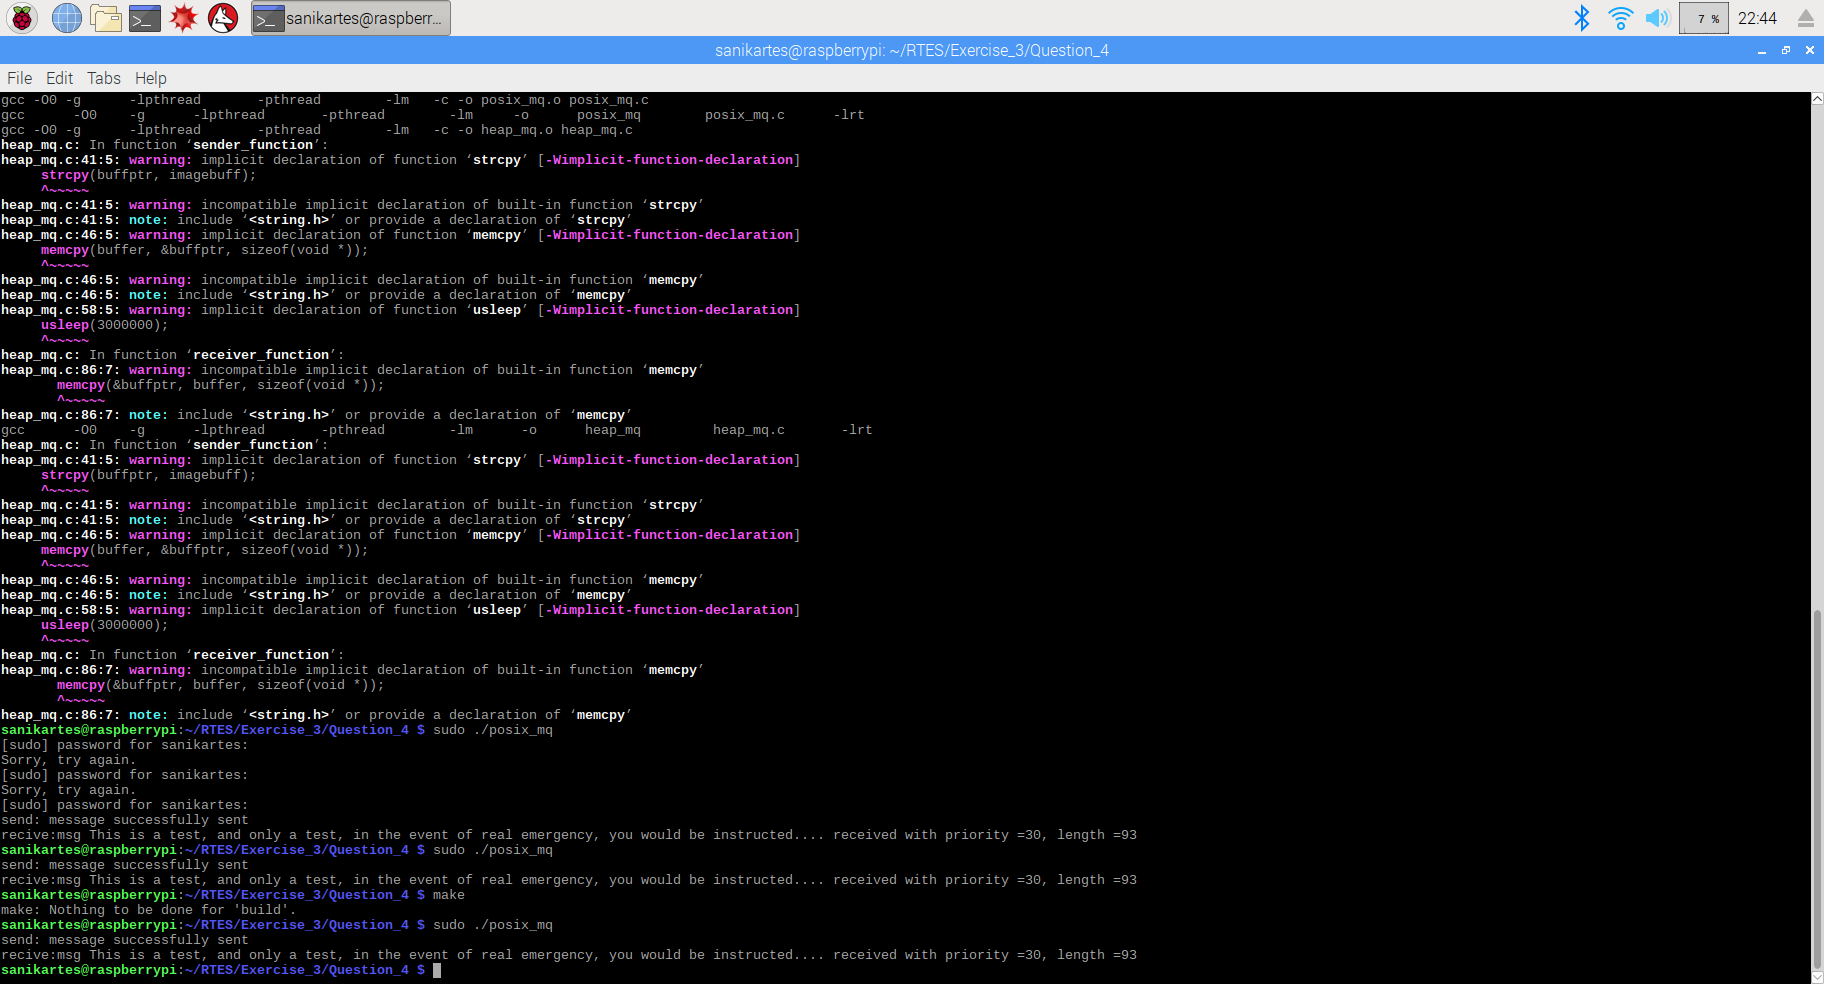 sanikartes@raspberr...
7 %
22:44
sanikartes@raspberrypi: ~/RTES/Exercise_3/Question_4
File Edit Tabs Help
gcc -O0 -g      -lpthread       -pthread        -lm   -c -o posix_mq.o posix_mq.c
gcc      -O0    -g      -lpthread       -pthread        -lm     -o      posix_mq        posix_mq.c      -lrt
gcc -O0 -g      -lpthread       -pthread        -lm   -c -o heap_mq.o heap_mq.c
heap_mq.c: In function ‘sender_function’:
heap_mq.c:41:5: warning: implicit declaration of function ‘strcpy’ [-Wimplicit-function-declaration]
     strcpy(buffptr, imagebuff);
     ^~~~~~
heap_mq.c:41:5: warning: incompatible implicit declaration of built-in function ‘strcpy’
heap_mq.c:41:5: note: include ‘<string.h>’ or provide a declaration of ‘strcpy’
heap_mq.c:46:5: warning: implicit declaration of function ‘memcpy’ [-Wimplicit-function-declaration]
     memcpy(buffer, &buffptr, sizeof(void *));
     ^~~~~~
heap_mq.c:46:5: warning: incompatible implicit declaration of built-in function ‘memcpy’
heap_mq.c:46:5: note: include ‘<string.h>’ or provide a declaration of ‘memcpy’
heap_mq.c:58:5: warning: implicit declaration of function ‘usleep’ [-Wimplicit-function-declaration]
     usleep(3000000);
     ^~~~~~
heap_mq.c: In function ‘receiver_function’:
heap_mq.c:86:7: warning: incompatible implicit declaration of built-in function ‘memcpy’
       memcpy(&buffptr, buffer, sizeof(void *));
       ^~~~~~
heap_mq.c:86:7: note: include ‘<string.h>’ or provide a declaration of ‘memcpy’
gcc      -O0    -g      -lpthread       -pthread        -lm      -o      heap_mq         heap_mq.c       -lrt
heap_mq.c: In function ‘sender_function’:
heap_mq.c:41:5: warning: implicit declaration of function ‘strcpy’ [-Wimplicit-function-declaration]
     strcpy(buffptr, imagebuff);
     ^~~~~~
heap_mq.c:41:5: warning: incompatible implicit declaration of built-in function ‘strcpy’
heap_mq.c:41:5: note: include ‘<string.h>’ or provide a declaration of ‘strcpy’
heap_mq.c:46:5: warning: implicit declaration of function ‘memcpy’ [-Wimplicit-function-declaration]
     memcpy(buffer, &buffptr, sizeof(void *));
     ^~~~~~
heap_mq.c:46:5: warning: incompatible implicit declaration of built-in function ‘memcpy’
heap_mq.c:46:5: note: include ‘<string.h>’ or provide a declaration of ‘memcpy’
heap_mq.c:58:5: warning: implicit declaration of function ‘usleep’ [-Wimplicit-function-declaration]
     usleep(3000000);
     ^~~~~~
heap_mq.c: In function ‘receiver_function’:
heap_mq.c:86:7: warning: incompatible implicit declaration of built-in function ‘memcpy’
       memcpy(&buffptr, buffer, sizeof(void *));
       ^~~~~~
heap_mq.c:86:7: note: include ‘<string.h>’ or provide a declaration of ‘memcpy’
sanikartes@raspberrypi:~/RTES/Exercise_3/Question_4 $ sudo ./posix_mq
[sudo] password for sanikartes:
Sorry, try again.
[sudo] password for sanikartes:
Sorry, try again.
[sudo] password for sanikartes:
send: message successfully sent
recive:msg This is a test, and only a test, in the event of real emergency, you would be instructed.... received with priority =30, length =93
sanikartes@raspberrypi:~/RTES/Exercise_3/Question_4 $ sudo ./posix_mq
send: message successfully sent
recive:msg This is a test, and only a test, in the event of real emergency, you would be instructed.... received with priority =30, length =93
sanikartes@raspberrypi:~/RTES/Exercise_3/Question_4 $ make
make: Nothing to be done for 'build'.
sanikartes@raspberrypi:~/RTES/Exercise_3/Question_4 $ sudo ./posix_mq
send: message successfully sent
recive:msg This is a test, and only a test, in the event of real emergency, you would be instructed.... received with priority =30, length =93
sanikartes@raspberrypi:~/RTES/Exercise_3/Question_4 $